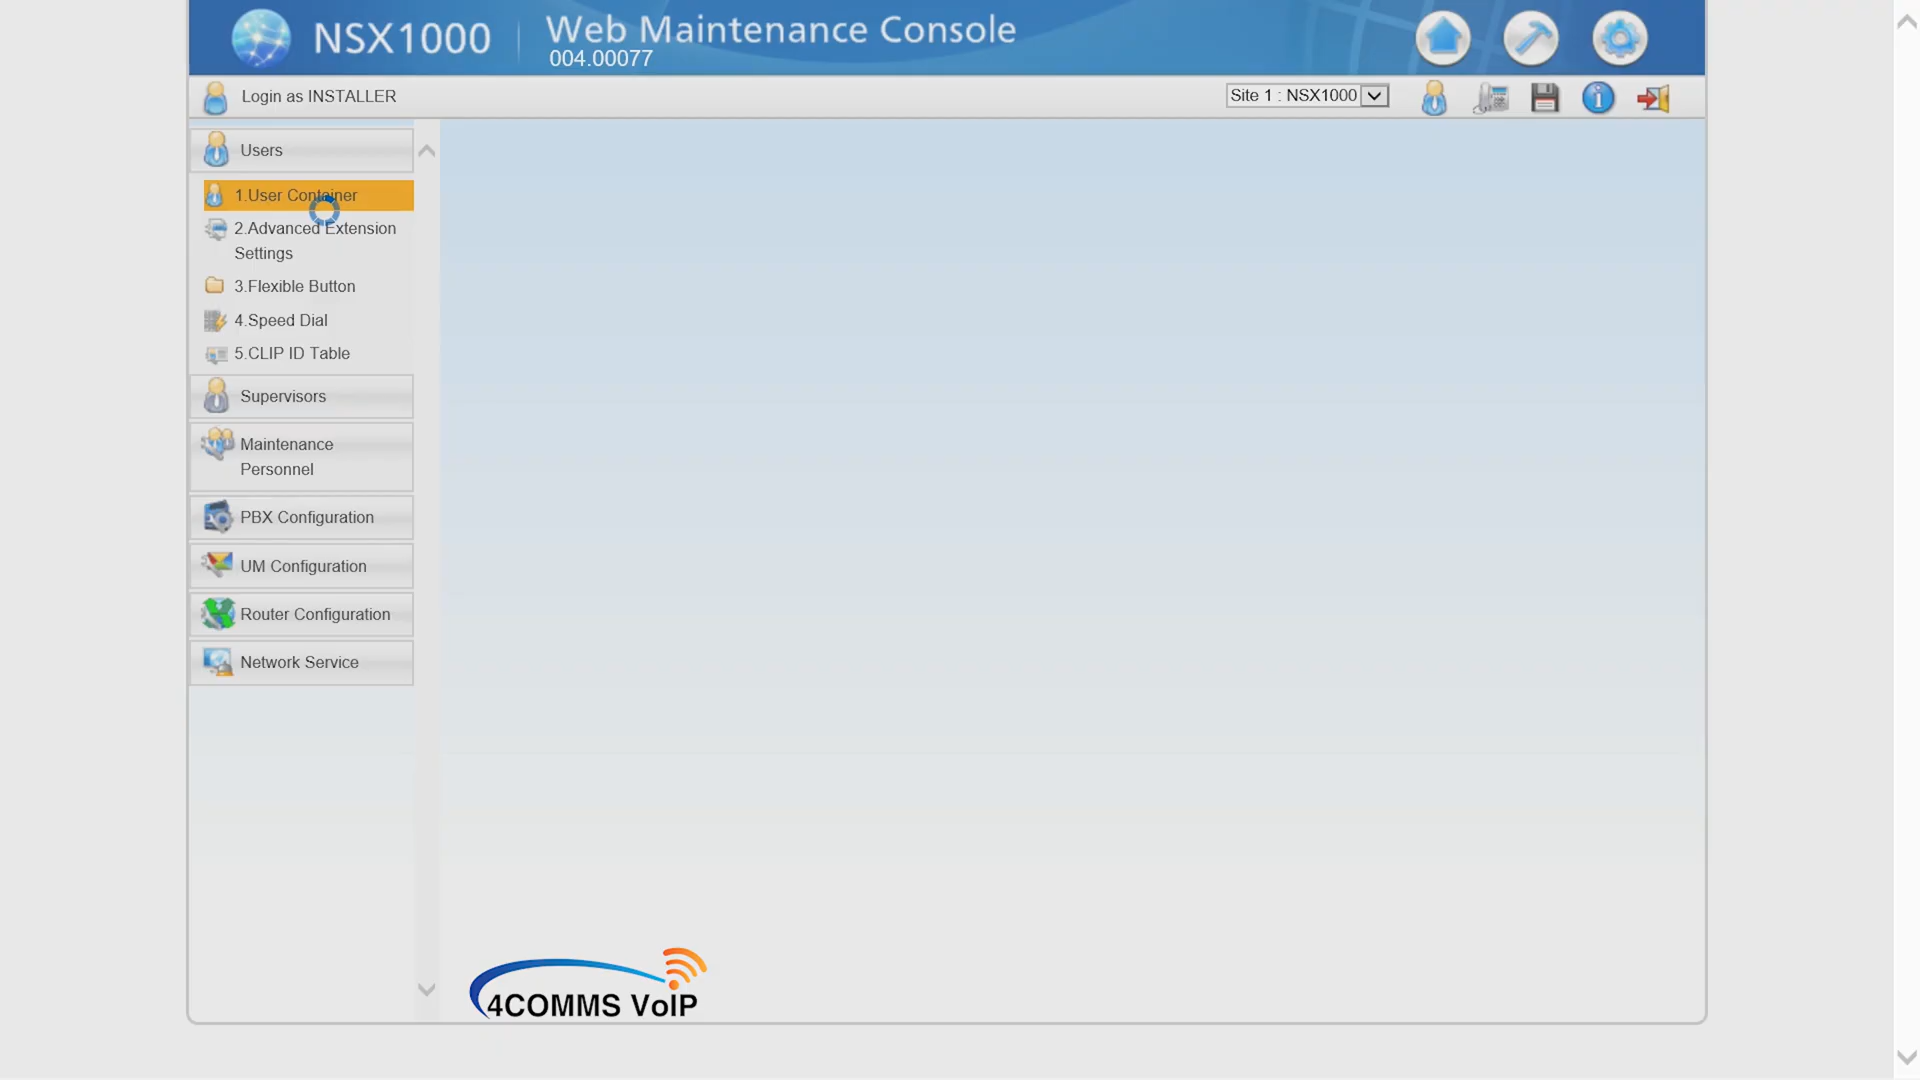 NSX1000
Web Maintenance Console
004.00077
Login as INSTALLER
Site 1 : NSX1000
Users
1.User Container
2.Advanced Extension
Settings
3.Flexible Button
4.Speed Dial
5.CLIP ID Table
Supervisors
Maintenance
Personnel
PBX Configuration
UM Configuration
Router Configuration
Network Service
4COMMS VoIP